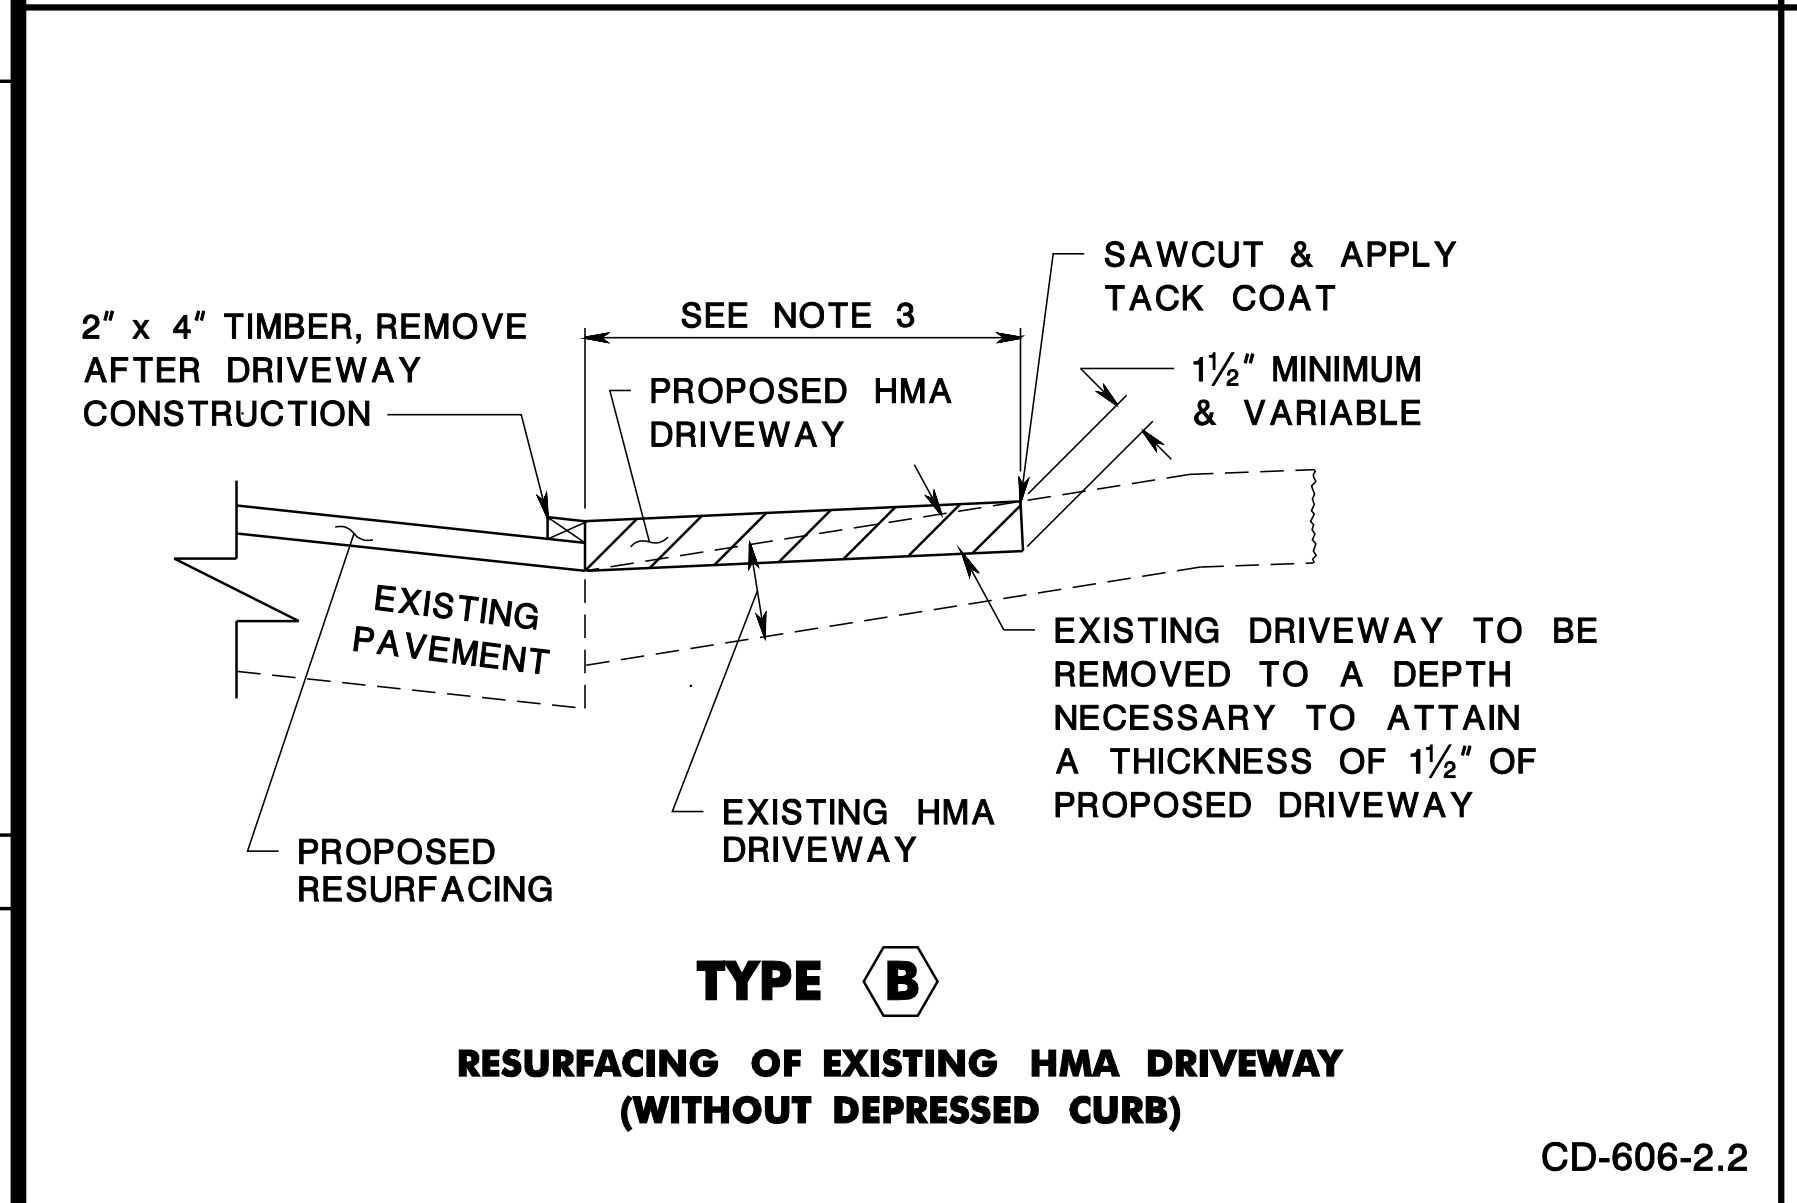 SAWCUT & APPLY
TACK COAT
2" x 4" TIMBER, REMOVE
AFTER DRIVEWAY
CONSTRUCTION
SEE NOTE 3
1½" MINIMUM
& VARIABLE
PROPOSED HMA
DRIVEWAY
EXISTING
PAVEMENT
EXISTING DRIVEWAY TO BE
REMOVED TO A DEPTH
NECESSARY TO ATTAIN
A THICKNESS OF 1½" OF
PROPOSED DRIVEWAY
EXISTING HMA
DRIVEWAY
PROPOSED
RESURFACING
TYPE B
RESURFACING OF EXISTING HMA DRIVEWAY
(WITHOUT DEPRESSED CURB)
CD-606-2.2